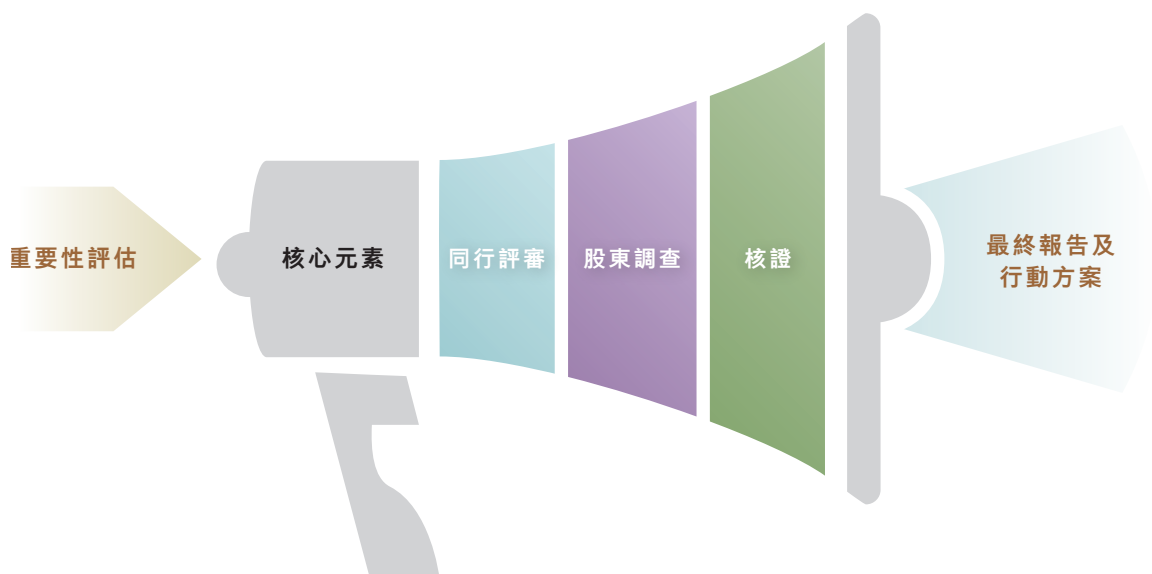 重要性評估
核心元素
同行評審
股東調查
核證
最終報告及
行動方案